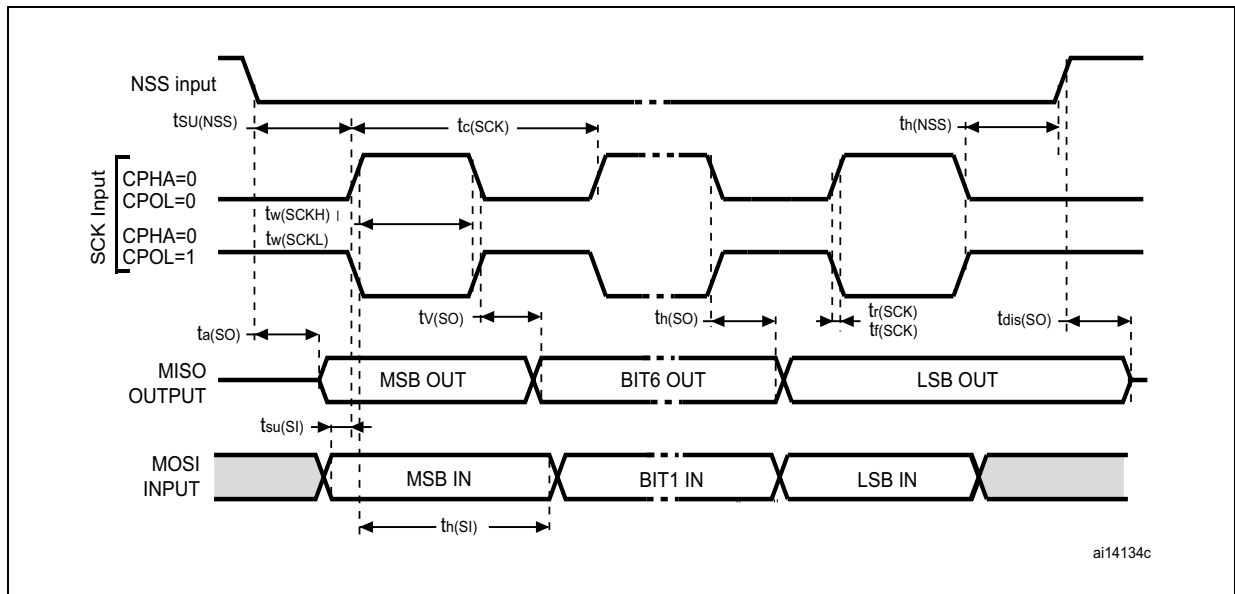 NSS input
tSU(NSS)
tc(SCK)
th(NSS)
SCK Input
CPHA=0
CPOL=0
tw(SCKH)
CPHA=0
CPOL=1
tw(SCKL)
ta(SO)
tV(SO)
th(SO)
tr(SCK)
tf(SCK)
tdis(SO)
MISO
OUTPUT
MSB OUT
BIT6 OUT
LSB OUT
tsu(SI)
MOSI
INPUT
MSB IN
BIT1 IN
LSB IN
th(SI)
ai14134c